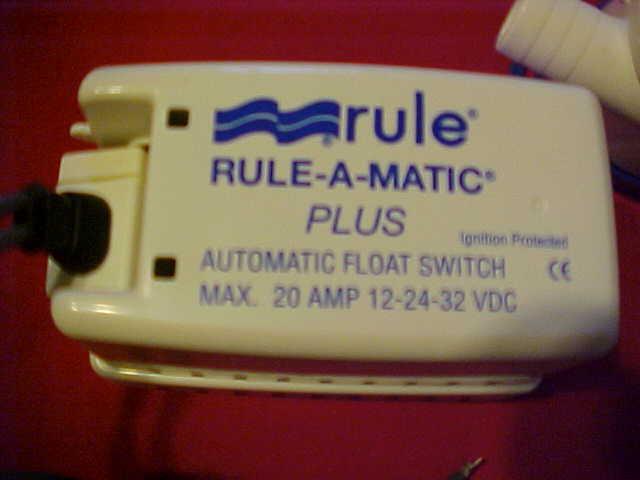 rule®
RULE-A-MATIC®
PLUS
Ignition Protected
AUTOMATIC FLOAT SWITCH CE
MAX. 20 AMP 12-24-32 VDC